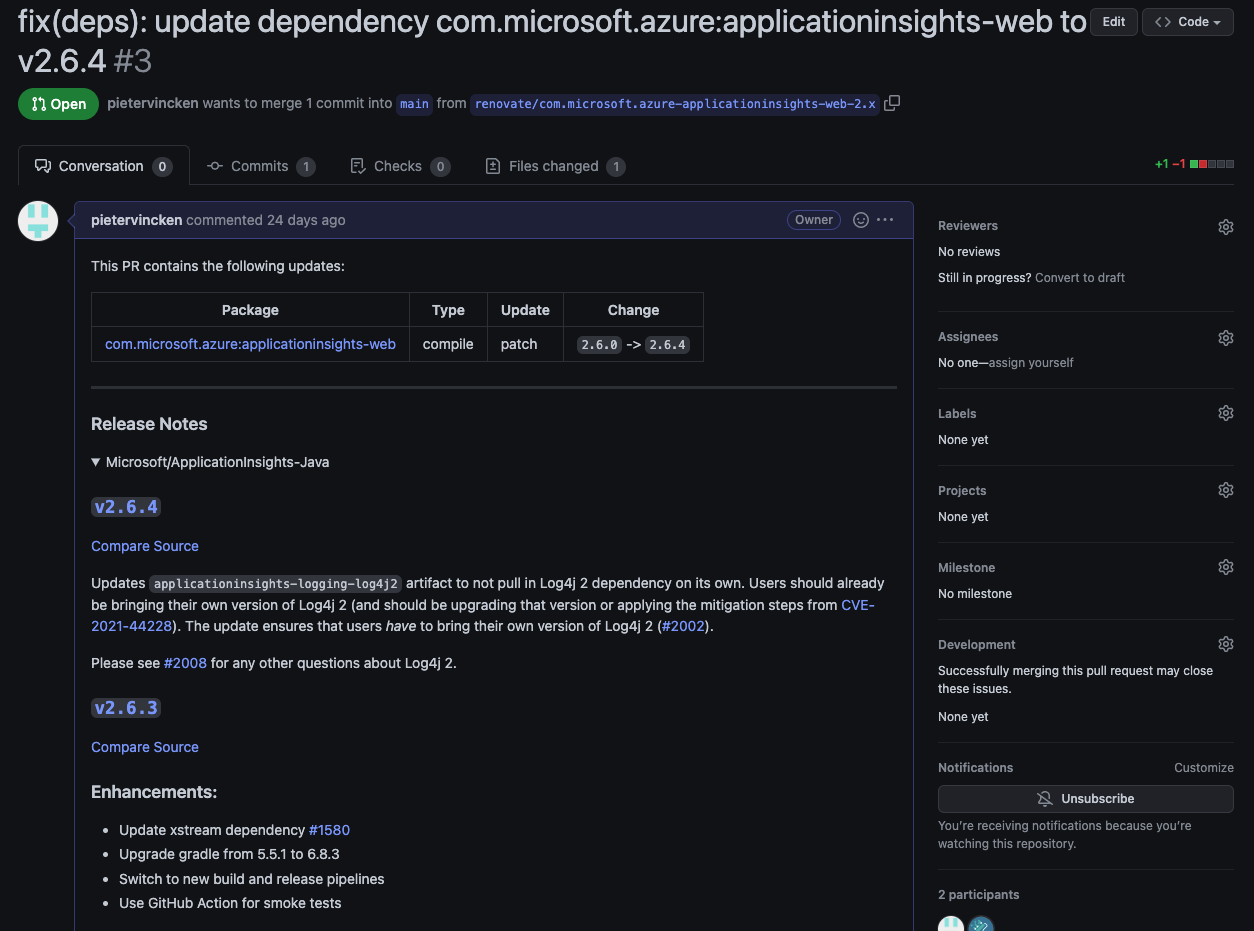 fix(deps): update dependency com.microsoft.azure:applicationinsights-web to
v2.6.4 #3
Edit
<> Code
Open
pietervincken wants to merge 1 commit into main from renovate/com.microsoft.azure-applicationinsights-web-2.x
Conversation 0
Commits 1
Checks 0
Files changed 1
+1 −1
pietervincken commented 24 days ago
Owner
This PR contains the following updates:
Package Type Update Change
com.microsoft.azure:applicationinsights-web compile patch 2.6.0 -> 2.6.4
Release Notes
▼ Microsoft/ApplicationInsights-Java
v2.6.4
Compare Source
Updates applicationinsights-logging-log4j2 artifact to not pull in Log4j 2 dependency on its own. Users should already
be bringing their own version of Log4j 2 (and should be upgrading that version or applying the mitigation steps from CVE-
2021-44228). The update ensures that users have to bring their own version of Log4j 2 (#2002).
Please see #2008 for any other questions about Log4j 2.
v2.6.3
Compare Source
Enhancements:
• Update xstream dependency #1580
• Upgrade gradle from 5.5.1 to 6.8.3
• Switch to new build and release pipelines
• Use GitHub Action for smoke tests
Reviewers
No reviews
Still in progress? Convert to draft
Assignees
No one—assign yourself
Labels
None yet
Projects
None yet
Milestone
No milestone
Development
Successfully merging this pull request may close
these issues.
None yet
Notifications
Customize
Unsubscribe
You're receiving notifications because you're
watching this repository.
2 participants